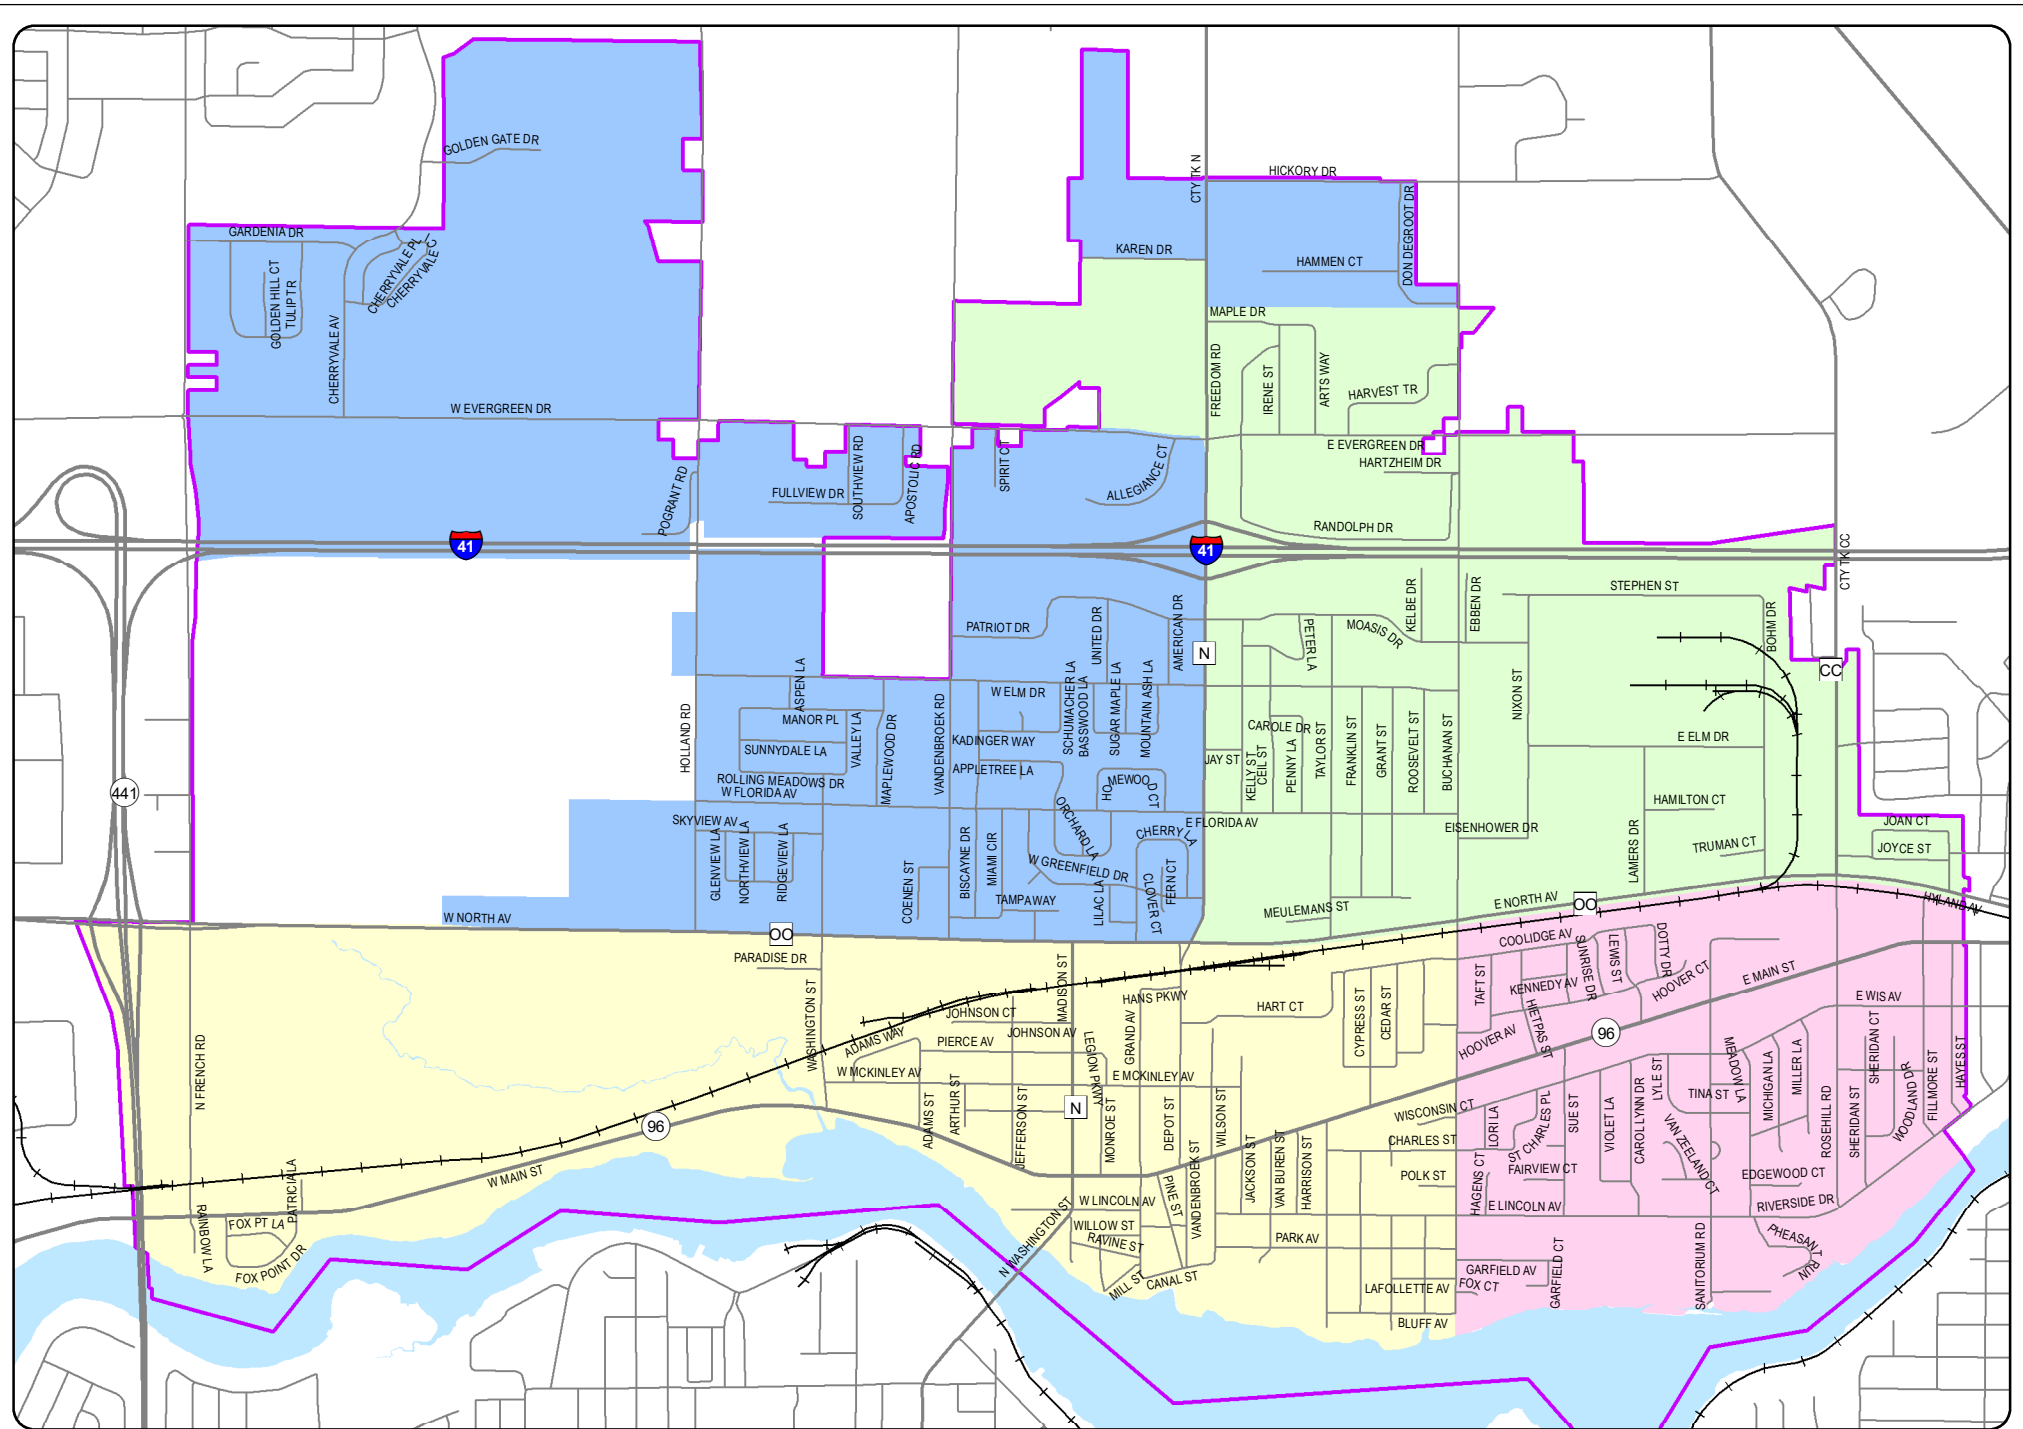 GOLDEN GATE DR
CTY TK N
HICKORY DR
DON DEGROOT DR
GARDENIA DR
CHERRYVALE PL
CHERRYVALE C
KAREN DR
HAMMEN CT
GOLDEN HILL CT
TULIP TR
CHERRYVALE AV
MAPLE DR
FREEDOM RD
IRENE ST
ARTS WAY
HARVEST TR
W EVERGREEN DR
E EVERGREEN DR
HARTZHEIM DR
POGRANT RD
FULLVIEW DR
SOUTHVIEW RD
APOSTOLIC RD
SPIRIT CT
ALLEGIANCE CT
RANDOLPH DR
41
41
CTY TK CC
STEPHEN ST
KELBE DR
EBBEN DR
BOHM DR
PATRIOT DR
UNITED DR
AMERICAN DR
N
PETER LA
MOASIS DR
CC
HOLLAND RD
ASPEN LA
MANOR PL
SUNNYDALE LA
VALLEY LA
MAPLEWOOD DR
VANDENBROEK RD
W ELM DR
KADINGER WAY
SCHUMACHER LA
BASSWOOD LA
SUGAR MAPLE LA
MOUNTAIN ASH LA
JAY ST
KELLY ST
CEIL ST
CAROLE DR
PENNY LA
TAYLOR ST
FRANKLIN ST
GRANT ST
ROOSEVELT ST
BUCHANAN ST
NIXON ST
E ELM DR
441
ROLLING MEADOWS DR
W FLORIDA AV
APPLETREE LA
HOMEWOOD CT
ORCHARD LA
E FLORIDA AV
EISENHOWER DR
HAMILTON CT
LAMERS DR
TRUMAN CT
JOAN CT
JOYCE ST
SKYVIEW AV
GLENVIEW LA
NORTHVIEW LA
RIDGEVIEW LA
COENEN ST
BISCAYNE DR
MIAMI CIR
W GREENFIELD DR
TAMPA WAY
LILAC LA
CHERRY LA
CLOVER CT
FERN CT
MEULEMANS ST
E NORTH AV
OO
HYLAND AV
W NORTH AV
OO
PARADISE DR
WASHINGTON ST
MADISON ST
COOLIDGE AV
SUNRISE DR
LEWIS ST
DOTTY DR
HOOVER CT
TAFT ST
KENNEDY AV
HIETPAS ST
E MAIN ST
E WIS AV
HANS PKWY
HART CT
CYPRESS ST
CEDAR ST
HOOVER AV
96
JOHNSON CT
JOHNSON AV
ADAMS WAY
PIERCE AV
LEGION PKWY
GRAND AV
N FRENCH RD
W MCKINLEY AV
E MCKINLEY AV
ADAMS ST
ARTHUR ST
JEFFERSON ST
N
MONROE ST
DEPOT ST
WILSON ST
VANDENBROEK ST
JACKSON ST
VAN BUREN ST
HARRISON ST
WISCONSIN CT
CHARLES ST
POLK ST
LORI LA
ST CHARLES PL
SUE ST
VIOLET LA
CAROLLYNN DR
LYLE ST
VAN ZEELAND CT
TINA ST
MEADOW LA
MICHIGAN LA
MILLER LA
ROSEHILL RD
SHERIDAN ST
SHERIDAN CT
WOODLAND DR
FILLMORE ST
HAYES ST
96
W MAIN ST
HAGENS CT
FAIRVIEW CT
E LINCOLN AV
EDGEWOOD CT
RIVERSIDE DR
PHEASANT RUN
SANITORIUM RD
RAINBOW LA
FOX PT LA
PATRICIA LA
FOX POINT DR
N WASHINGTON ST
W LINCOLN AV
WILLOW ST
RAVINE ST
PINE ST
MILL ST
CANAL ST
PARK AV
GARFIELD AV
FOX CT
GARFIELD CT
LAFOLLETTE AV
BLUFF AV